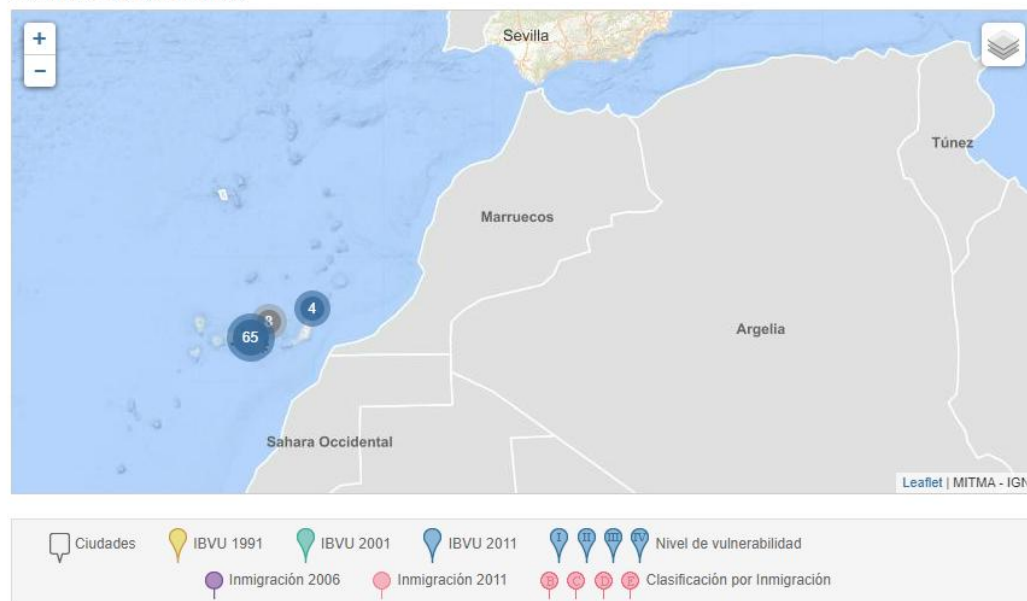 +
−
Sevilla
Túnez
Marruecos
4
3
65
Argelia
Sahara Occidental
Leaflet | MITMA - IGN
Ciudades
IBVU 1991
IBVU 2001
IBVU 2011
I II III IV Nivel de vulnerabilidad
Inmigración 2006
Inmigración 2011
B C D E Clasificación por Inmigración